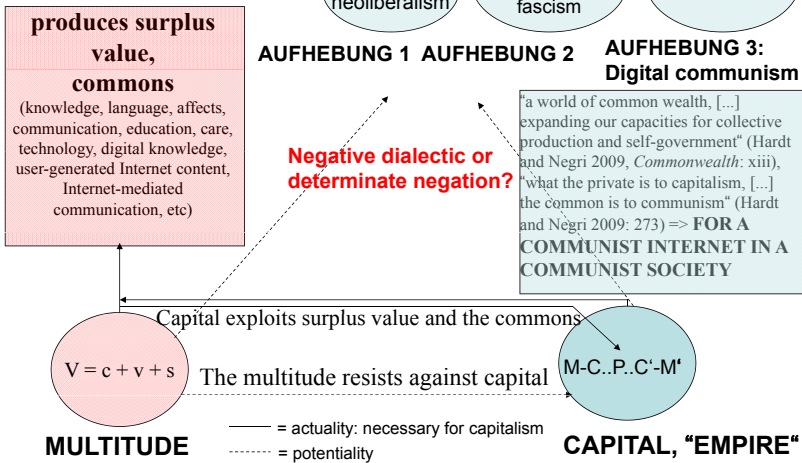 neoliberalism
fascism
AUFHEBUNG 1
AUFHEBUNG 2
AUFHEBUNG 3:
Digital communism
produces surplus
value,
commons
(knowledge, language, affects,
communication, education, care,
technology, digital knowledge,
user-generated Internet content,
Internet-mediated
communication, etc)
Negative dialectic or
determinate negation?
"a world of common wealth, [...]
expanding our capacities for collective
production and self-government“ (Hardt
and Negri 2009, Commonwealth: xiii),
"what the private is to capitalism, [...]
the common is to communism“ (Hardt
and Negri 2009: 273) => FOR A
COMMUNIST INTERNET IN A
COMMUNIST SOCIETY
Capital exploits surplus value and the commons
V = c + v + s
The multitude resists against capital
M-C..P..C‘-M‘
= actuality: necessary for capitalism
= potentiality
MULTITUDE
CAPITAL, “EMPIRE“